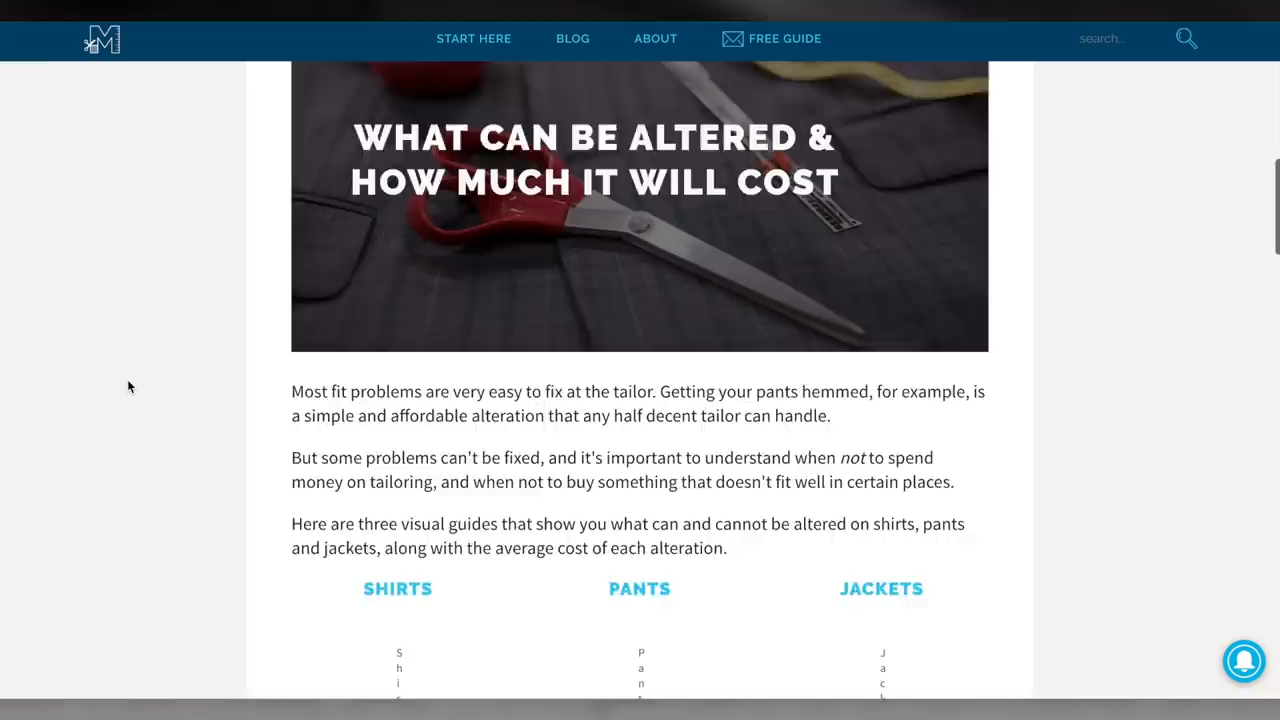 START HERE BLOG ABOUT FREE GUIDE search...
WHAT CAN BE ALTERED &
HOW MUCH IT WILL COST
Most fit problems are very easy to fix at the tailor. Getting your pants hemmed, for example, is
a simple and affordable alteration that any half decent tailor can handle.
But some problems can't be fixed, and it's important to understand when not to spend
money on tailoring, and when not to buy something that doesn't fit well in certain places.
Here are three visual guides that show you what can and cannot be altered on shirts, pants
and jackets, along with the average cost of each alteration.
SHIRTS PANTS JACKETS
S P J
h a a
i n c